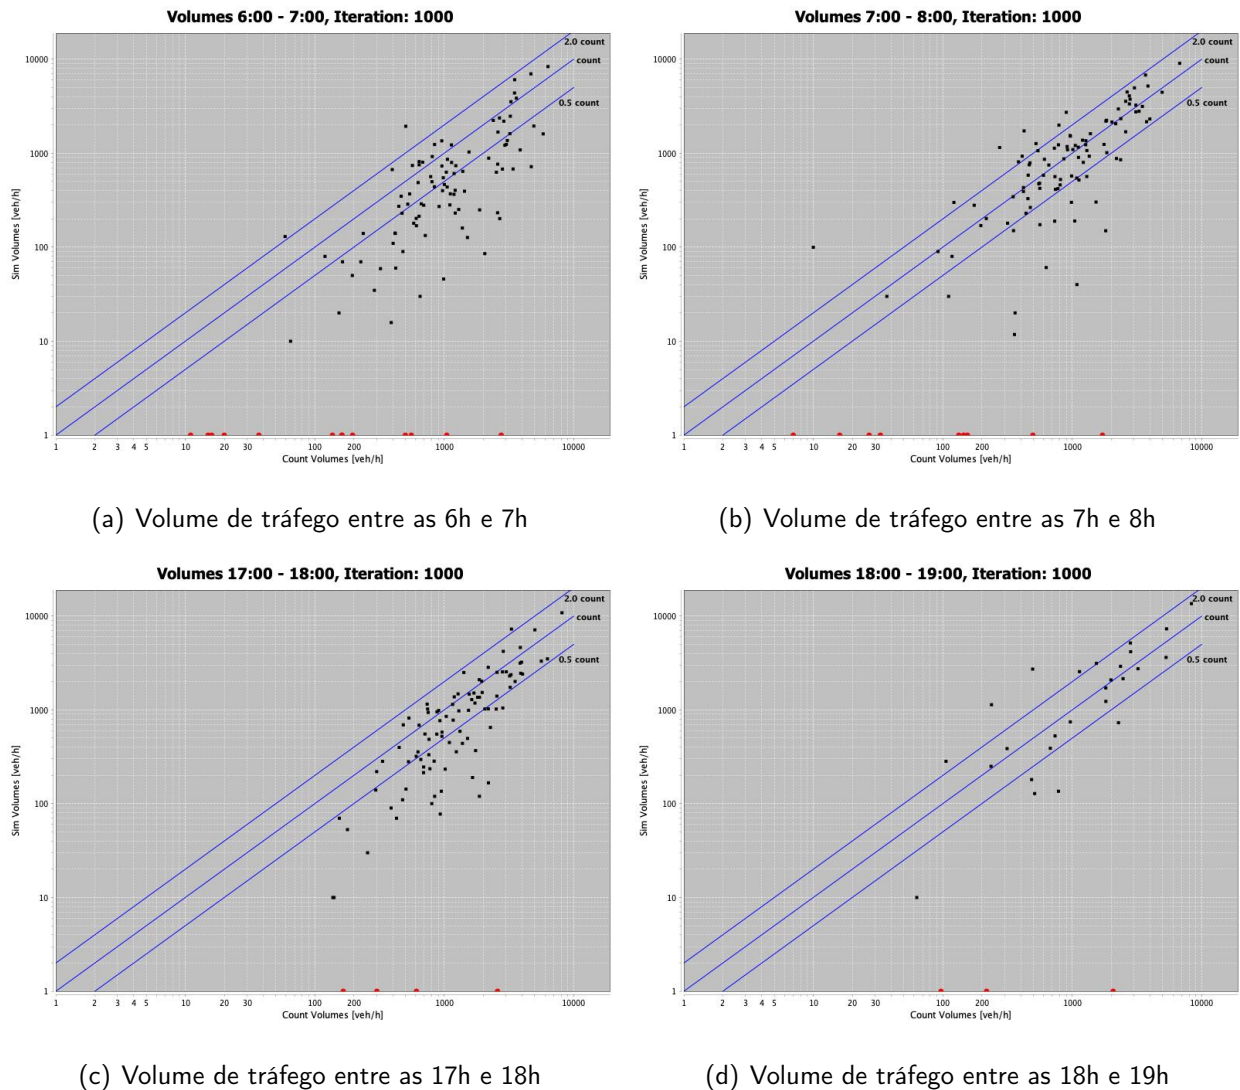 Volumes 6:00 - 7:00, Iteration: 1000
2.0 count
count
0.5 count
10000
1000
100
10
1
Sim Volumes [veh/h]
1 2 3 4 5 10 20 30 100 200 1000 2000 10000
Count Volumes [veh/h]
(a) Volume de tráfego entre as 6h e 7h
Volumes 7:00 - 8:00, Iteration: 1000
2.0 count
count
0.5 count
10000
1000
100
10
1
Sim Volumes [veh/h]
1 2 3 4 5 10 20 30 100 200 1000 2000 10000
Count Volumes [veh/h]
(b) Volume de tráfego entre as 7h e 8h
Volumes 17:00 - 18:00, Iteration: 1000
2.0 count
count
0.5 count
10000
1000
100
10
1
Sim Volumes [veh/h]
1 2 3 4 5 10 20 30 100 200 1000 2000 10000
Count Volumes [veh/h]
(c) Volume de tráfego entre as 17h e 18h
Volumes 18:00 - 19:00, Iteration: 1000
2.0 count
count
0.5 count
10000
1000
100
10
1
Sim Volumes [veh/h]
1 2 3 4 5 10 20 30 100 200 1000 2000 10000
Count Volumes [veh/h]
(d) Volume de tráfego entre as 18h e 19h